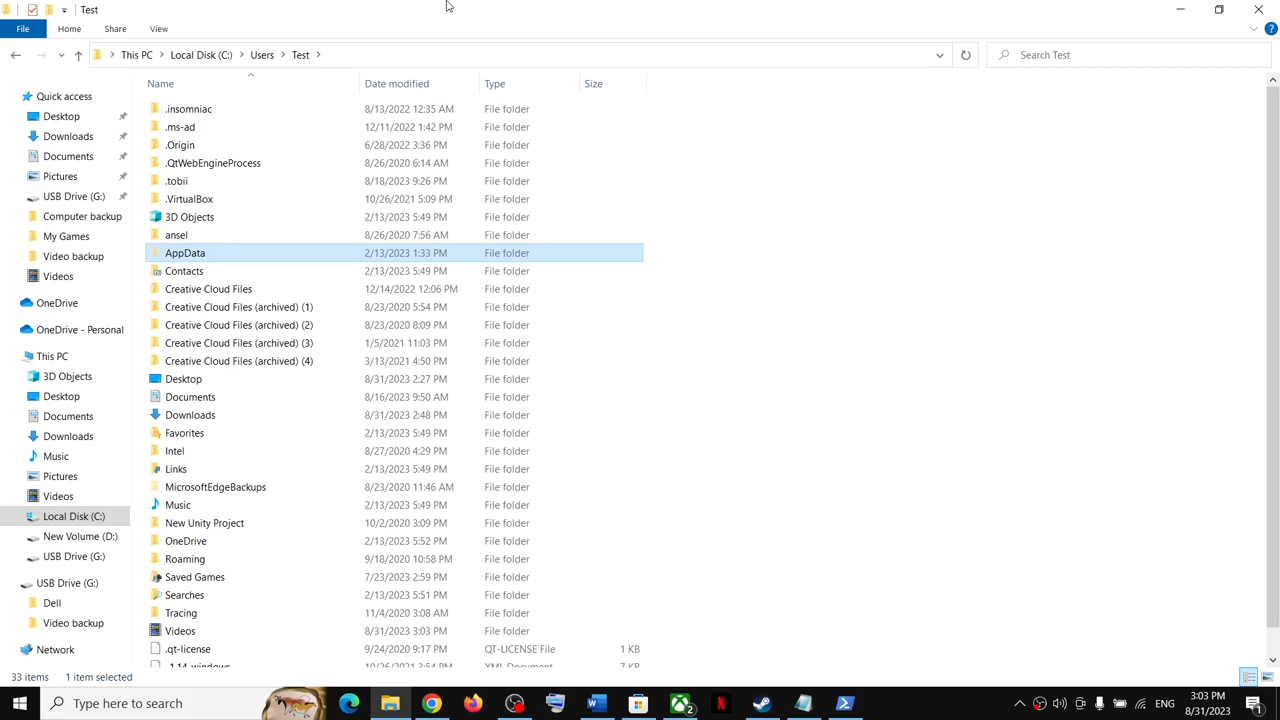 Test
File Home Share View
This PC Local Disk (C:) Users Test
Search Test
Name Date modified Type Size
Quick access
Desktop
Downloads
Documents
Pictures
USB Drive (G:)
Computer backup
My Games
Video backup
Videos
OneDrive
OneDrive - Personal
This PC
3D Objects
Desktop
Documents
Downloads
Music
Pictures
Videos
Local Disk (C:)
New Volume (D:)
USB Drive (G:)
USB Drive (G:)
Dell
Video backup
Network
.insomniac 8/13/2022 12:35 AM File folder
.ms-ad 12/11/2022 1:42 PM File folder
.Origin 6/28/2022 3:36 PM File folder
.QtWebEngineProcess 8/26/2020 6:14 AM File folder
.tobii 8/18/2023 9:26 PM File folder
.VirtualBox 10/26/2021 5:09 PM File folder
3D Objects 2/13/2023 5:49 PM File folder
ansel 8/26/2020 7:56 AM File folder
AppData 2/13/2023 1:33 PM File folder
Contacts 2/13/2023 5:49 PM File folder
Creative Cloud Files 12/14/2022 12:06 PM File folder
Creative Cloud Files (archived) (1) 8/23/2020 5:54 PM File folder
Creative Cloud Files (archived) (2) 8/23/2020 8:09 PM File folder
Creative Cloud Files (archived) (3) 1/5/2021 11:03 PM File folder
Creative Cloud Files (archived) (4) 3/13/2021 4:50 PM File folder
Desktop 8/31/2023 2:27 PM File folder
Documents 8/16/2023 9:50 AM File folder
Downloads 8/31/2023 2:48 PM File folder
Favorites 2/13/2023 5:49 PM File folder
Intel 8/27/2020 4:29 PM File folder
Links 2/13/2023 5:49 PM File folder
MicrosoftEdgeBackups 8/23/2020 11:46 AM File folder
Music 2/13/2023 5:49 PM File folder
New Unity Project 10/2/2020 3:09 PM File folder
OneDrive 2/13/2023 5:52 PM File folder
Roaming 9/18/2020 10:58 PM File folder
Saved Games 7/23/2023 2:59 PM File folder
Searches 2/13/2023 5:51 PM File folder
Tracing 11/4/2020 3:08 AM File folder
Videos 8/31/2023 3:03 PM File folder
.qt-license 9/24/2020 9:17 PM QT-LICENSE File 1 KB
10/26/2021 3:54 PM XML Document 7 KB
33 items 1 item selected
Type here to search
2
N
ENG
3:03 PM
8/31/2023
1